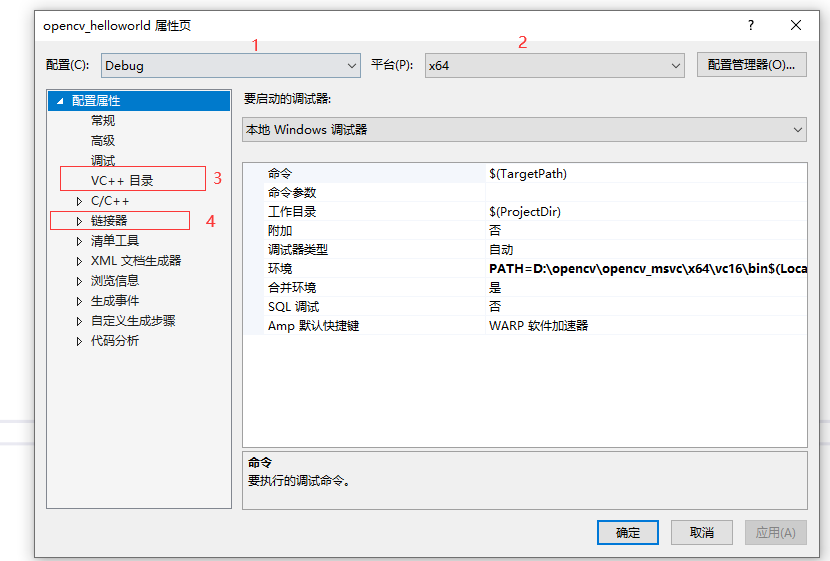 opencv_helloworld 属性页
? ×
1
2
配置(C): Debug 平台(P): x64 配置管理器(O)...
配置属性
常规
高级
调试
VC++ 目录 3
C/C++
链接器 4
清单工具
XML 文档生成器
浏览信息
生成事件
自定义生成步骤
代码分析
要启动的调试器:
本地 Windows 调试器
命令 $(TargetPath)
命令参数
工作目录 $(ProjectDir)
附加 否
调试器类型 自动
环境 PATH=D:\opencv\opencv_msvc\x64\vc16\bin$(Loca
合并环境 是
SQL 调试 否
Amp 默认快捷键 WARP 软件加速器
命令
要执行的调试命令。
确定 取消 应用(A)